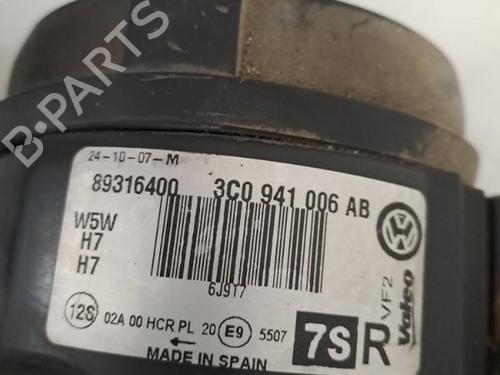 B-PARTS
24-10-07-M
89316400 3C0 941 006 AB
W5W
H7
H7
6J9T7
VF2
Valeo
12S 02A 00 HCR PL 20 E9 5507
7S R
MADE IN SPAIN